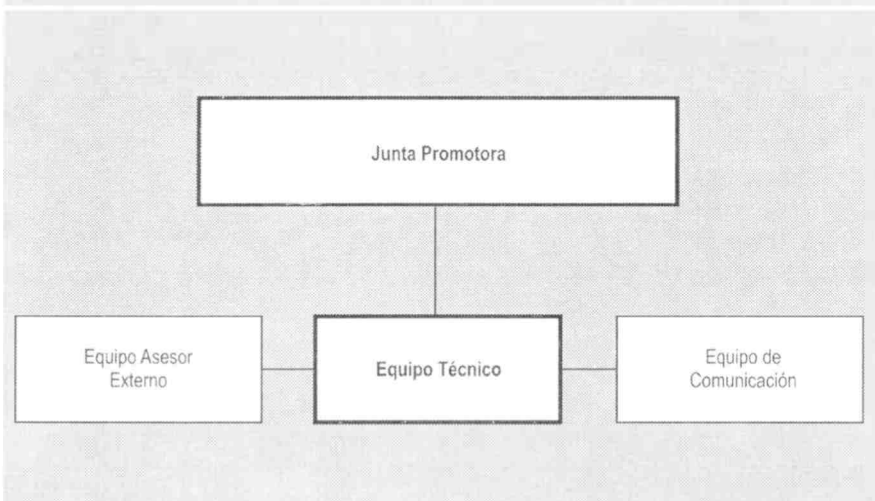 Junta Promotora
Equipo Asesor
Externo
Equipo Técnico
Equipo de
Comunicación